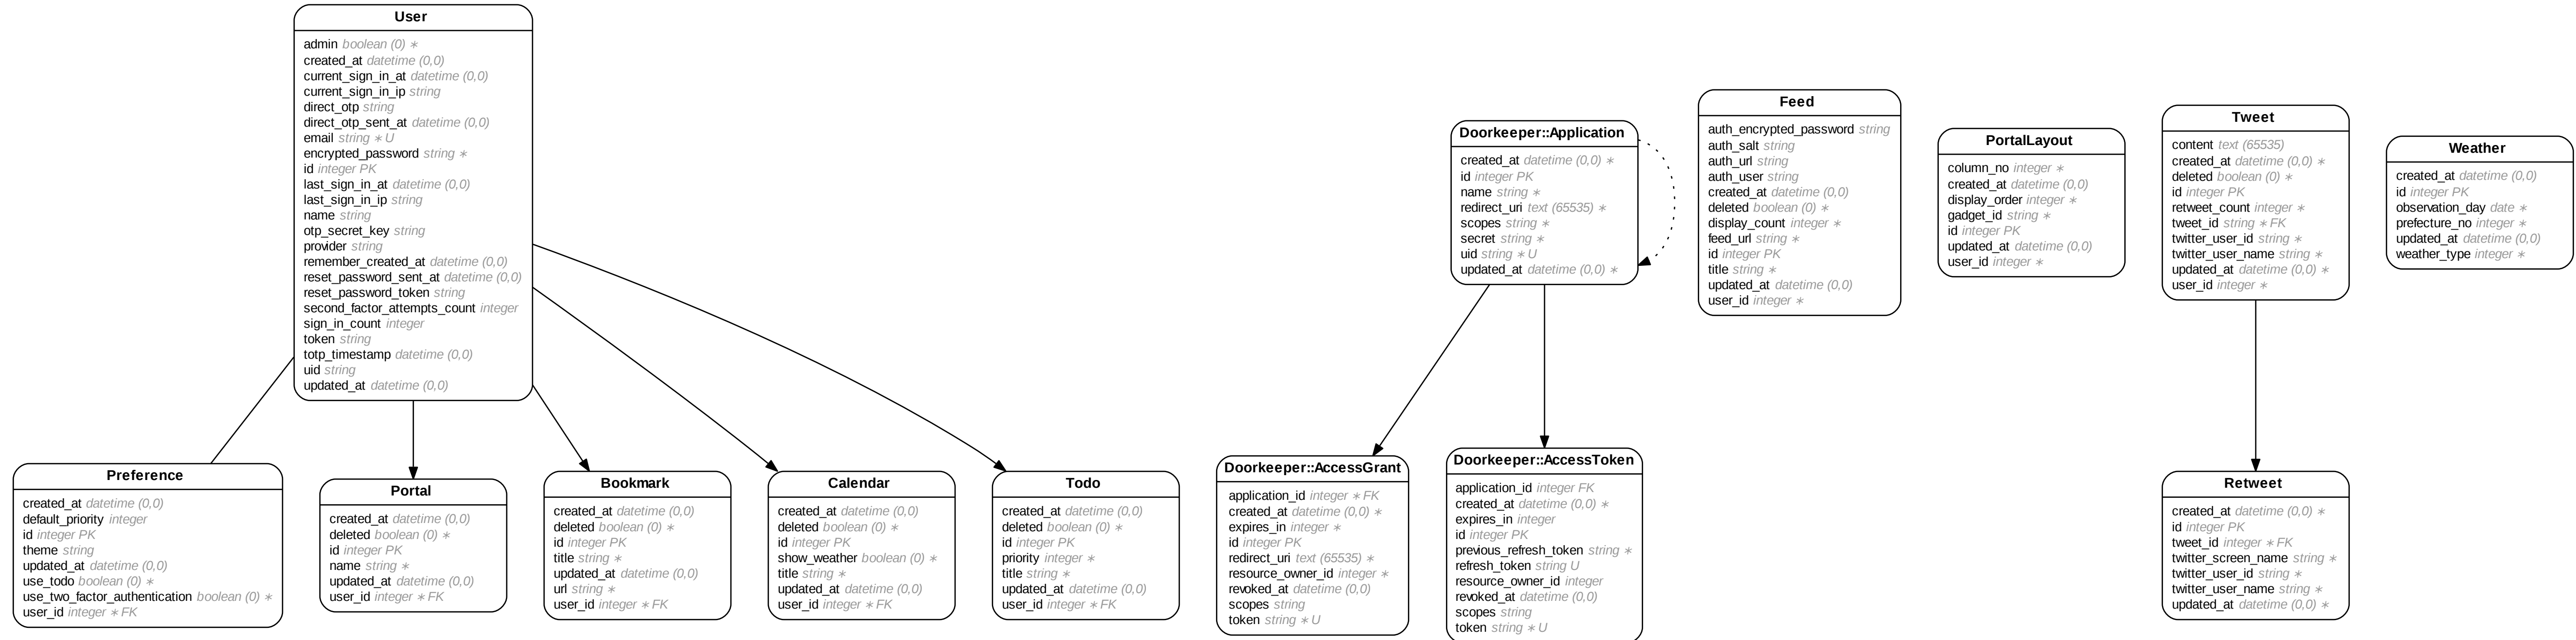 User
admin boolean (0) ∗
created_at datetime (0,0)
current_sign_in_at datetime (0,0)
current_sign_in_ip string
direct_otp string
direct_otp_sent_at datetime (0,0)
email string ∗ U
encrypted_password string ∗
id integer PK
last_sign_in_at datetime (0,0)
last_sign_in_ip string
name string
otp_secret_key string
provider string
remember_created_at datetime (0,0)
reset_password_sent_at datetime (0,0)
reset_password_token string
second_factor_attempts_count integer
sign_in_count integer
token string
totp_timestamp datetime (0,0)
uid string
updated_at datetime (0,0)
Doorkeeper::Application
created_at datetime (0,0) ∗
id integer PK
name string ∗
redirect_uri text (65535) ∗
scopes string ∗
secret string ∗
uid string ∗ U
updated_at datetime (0,0) ∗
Feed
auth_encrypted_password string
auth_salt string
auth_url string
auth_user string
created_at datetime (0,0)
deleted boolean (0) ∗
display_count integer ∗
feed_url string ∗
id integer PK
title string ∗
updated_at datetime (0,0)
user_id integer ∗
PortalLayout
column_no integer ∗
created_at datetime (0,0)
display_order integer ∗
gadget_id string ∗
id integer PK
updated_at datetime (0,0)
user_id integer ∗
Tweet
content text (65535)
created_at datetime (0,0) ∗
deleted boolean (0) ∗
id integer PK
retweet_count integer ∗
tweet_id string ∗ FK
twitter_user_id string ∗
twitter_user_name string ∗
updated_at datetime (0,0) ∗
user_id integer ∗
Weather
created_at datetime (0,0)
id integer PK
observation_day date ∗
prefecture_no integer ∗
updated_at datetime (0,0)
weather_type integer ∗
Preference
created_at datetime (0,0)
default_priority integer
id integer PK
theme string
updated_at datetime (0,0)
use_todo boolean (0) ∗
use_two_factor_authentication boolean (0) ∗
user_id integer ∗ FK
Portal
created_at datetime (0,0)
deleted boolean (0) ∗
id integer PK
name string ∗
updated_at datetime (0,0)
user_id integer ∗ FK
Bookmark
created_at datetime (0,0)
deleted boolean (0) ∗
id integer PK
title string ∗
updated_at datetime (0,0)
url string ∗
user_id integer ∗ FK
Calendar
created_at datetime (0,0)
deleted boolean (0) ∗
id integer PK
show_weather boolean (0) ∗
title string ∗
updated_at datetime (0,0)
user_id integer ∗ FK
Todo
created_at datetime (0,0)
deleted boolean (0) ∗
id integer PK
priority integer ∗
title string ∗
updated_at datetime (0,0)
user_id integer ∗ FK
Doorkeeper::AccessGrant
application_id integer ∗ FK
created_at datetime (0,0) ∗
expires_in integer ∗
id integer PK
redirect_uri text (65535) ∗
resource_owner_id integer ∗
revoked_at datetime (0,0)
scopes string
token string ∗ U
Doorkeeper::AccessToken
application_id integer FK
created_at datetime (0,0) ∗
expires_in integer
id integer PK
previous_refresh_token string ∗
refresh_token string U
resource_owner_id integer
revoked_at datetime (0,0)
scopes string
token string ∗ U
Retweet
created_at datetime (0,0) ∗
id integer PK
tweet_id integer ∗ FK
twitter_screen_name string ∗
twitter_user_id string ∗
twitter_user_name string ∗
updated_at datetime (0,0) ∗